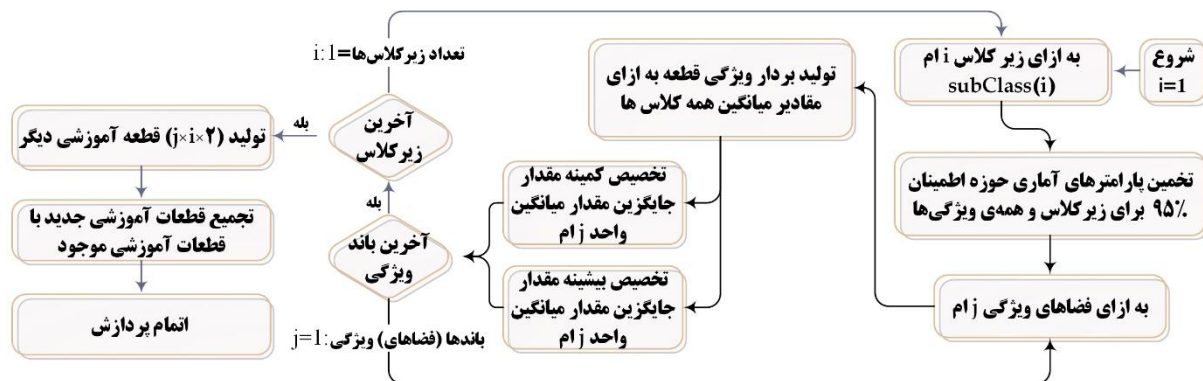 شروع
i=1
به ازای زیر کلاس i ام
subClass(i)
تخمین پارامترهای آماری حوزه اطمینان
۹۵% برای زیرکلاس و همه‌ی ویژگی‌ها
به ازای فضاهای ویژگی j ام
تولید بردار ویژگی قطعه به ازای
مقادیر میانگین همه کلاس ها
تخصیص کمینه مقدار
جایگزین مقدار میانگین
واحد j ام
تخصیص بیشینه مقدار
جایگزین مقدار میانگین
واحد j ام
آخرین باند
ویژگی
باندها (فضاهای) ویژگی:j=1
بله
آخرین
زیرکلاس
تعداد زیرکلاس‌ها=i:1
بله
تولید (j×i×۲) قطعه آموزشی دیگر
تجمیع قطعات آموزشی جدید با
قطعات آموزشی موجود
اتمام پردازش